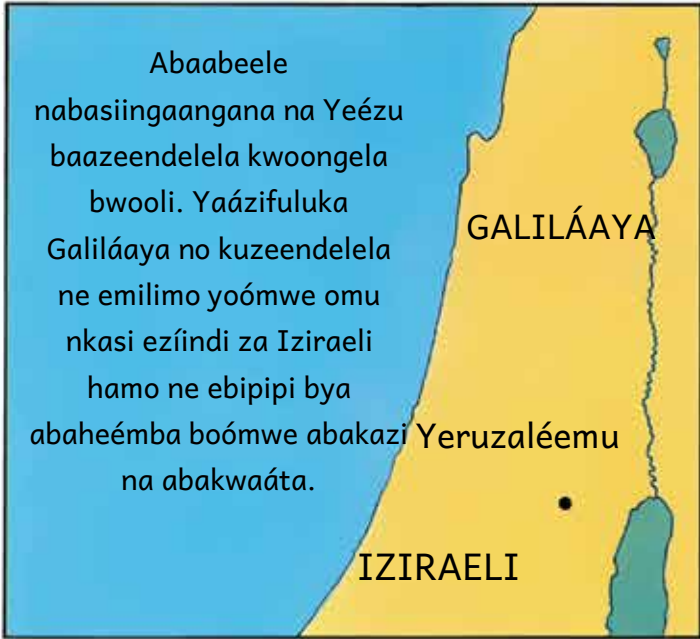 Abaabeele
nabasiingaangana na Yeézu
baazeendelela kwoongela
bwooli. Yaázifuluka
Galiláaya no kuzeendelela
ne emilimo yoómwe omu
nkasi ezíindi za Iziraeli
hamo ne ebipipi bya
abaheémba boómwe abakazi
na abakwaáta.
GALILÁAYA
Yeruzaléemu
IZIRAELI